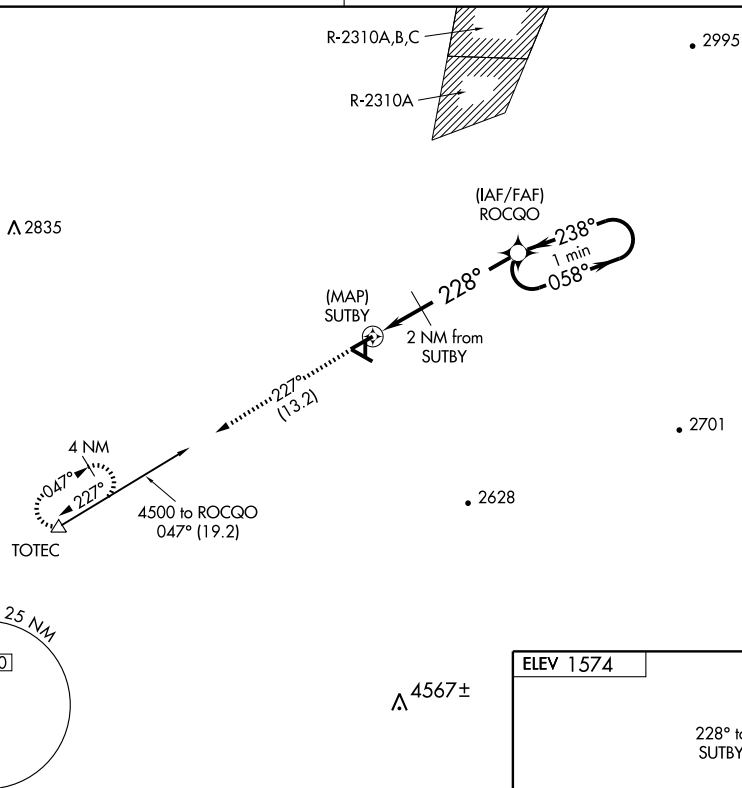 R-2310A,B,C
2995
R-2310A
(IAF/FAF)
ROCQO
2835
238°
1 min
058°
228°
(MAP)
SUTBY
2 NM from
SUTBY
227°
(13.2)
2701
4 NM
047°
227°
2628
4500 to ROCQO
047° (19.2)
TOTEC
25 NM
0
ELEV 1574
4567±
228° to
SUTBY